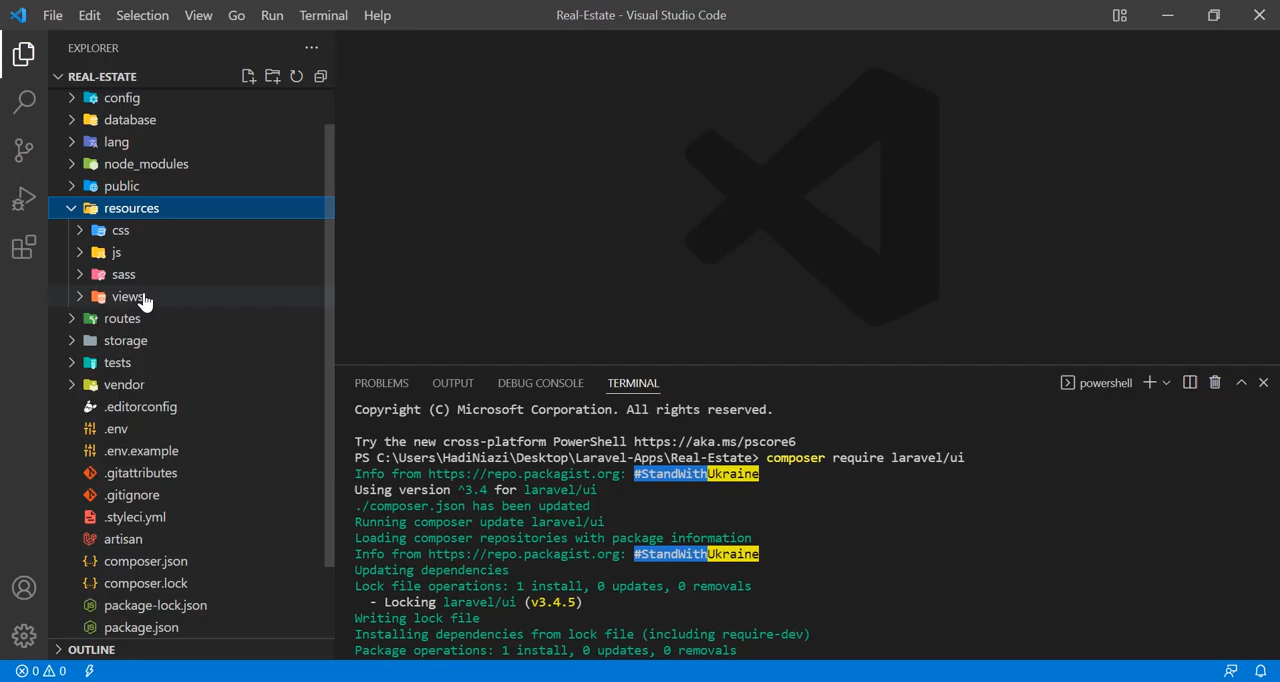 File Edit Selection View Go Run Terminal Help Real-Estate - Visual Studio Code
EXPLORER
REAL-ESTATE
config
database
lang
node_modules
public
resources
css
js
sass
views
routes
storage
tests
vendor
.editorconfig
.env
.env.example
.gitattributes
.gitignore
.styleci.yml
artisan
composer.json
composer.lock
package-lock.json
package.json
OUTLINE
PROBLEMS OUTPUT DEBUG CONSOLE TERMINAL powershell
Copyright (C) Microsoft Corporation. All rights reserved.
Try the new cross-platform PowerShell https://aka.ms/pscore6
PS C:\Users\HadiNiazi\Desktop\Laravel-Apps\Real-Estate> composer require laravel/ui
Info from https://repo.packagist.org: #StandWithUkraine
Using version ^3.4 for laravel/ui
./composer.json has been updated
Running composer update laravel/ui
Loading composer repositories with package information
Info from https://repo.packagist.org: #StandWithUkraine
Updating dependencies
Lock file operations: 1 install, 0 updates, 0 removals
- Locking laravel/ui (v3.4.5)
Writing lock file
Installing dependencies from lock file (including require-dev)
Package operations: 1 install, 0 updates, 0 removals
0 0